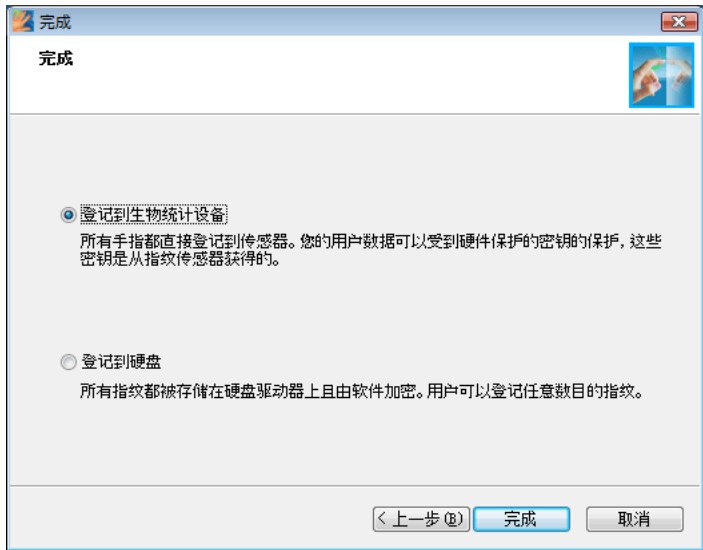 完成
完成
登记到生物统计设备
所有手指都直接登记到传感器。您的用户数据可以受到硬件保护的密钥的保护，这些
密钥是从指纹传感器获得的。
登记到硬盘
所有指纹都被存储在硬盘驱动器上且由软件加密。用户可以登记任意数目的指纹。
< 上一步(B) 完成 取消